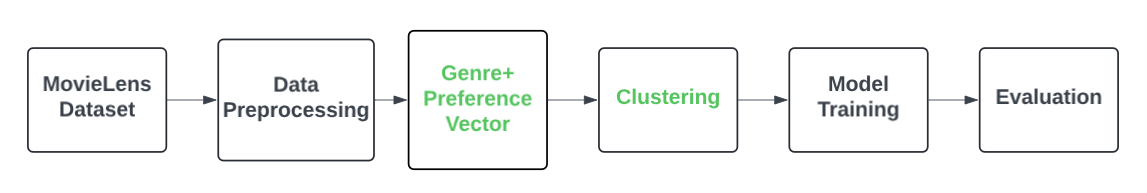 MovieLens
Dataset
Data
Preprocessing
Genre+
Preference
Vector
Clustering
Model
Training
Evaluation